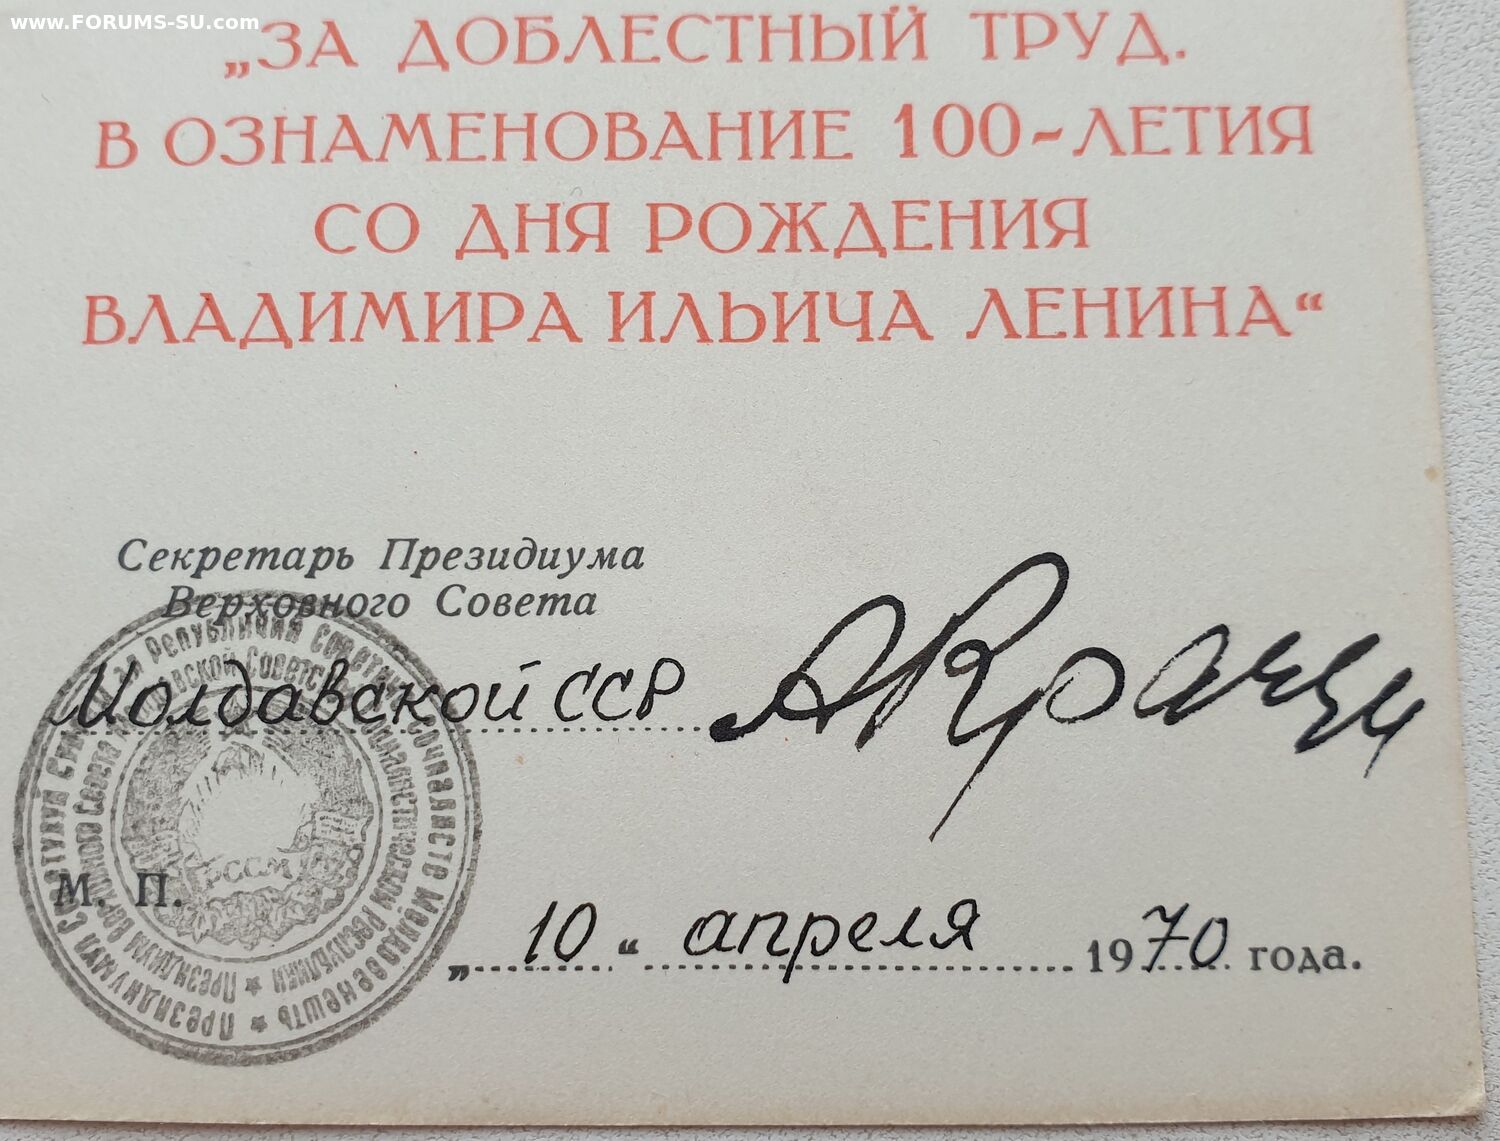 www.FORUMS-SU.com
„ЗА ДОБЛЕСТНЫЙ ТРУД.
В ОЗНАМЕНОВАНИЕ 100-ЛЕТИЯ
СО ДНЯ РОЖДЕНИЯ
ВЛАДИМИРА ИЛЬИЧА ЛЕНИНА“
Секретарь Президиума
Верховного Совета
Молдавской ССР
М. П.
РССМ
„10“ апреля 1970 года.